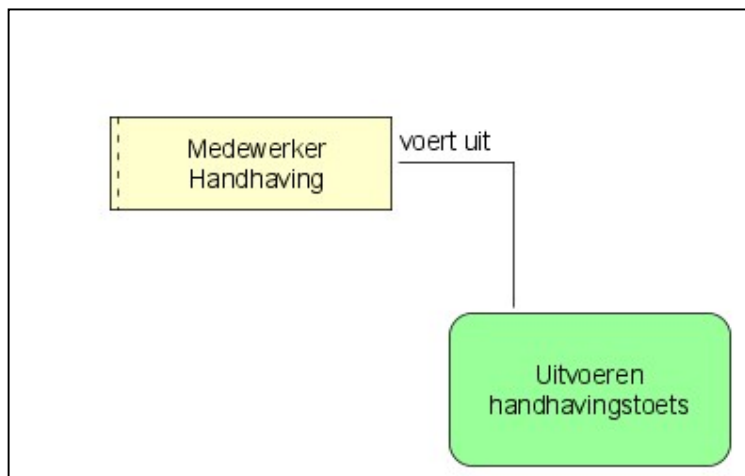 Medewerker
Handhaving
voert uit
Uitvoeren
handhavingstoets